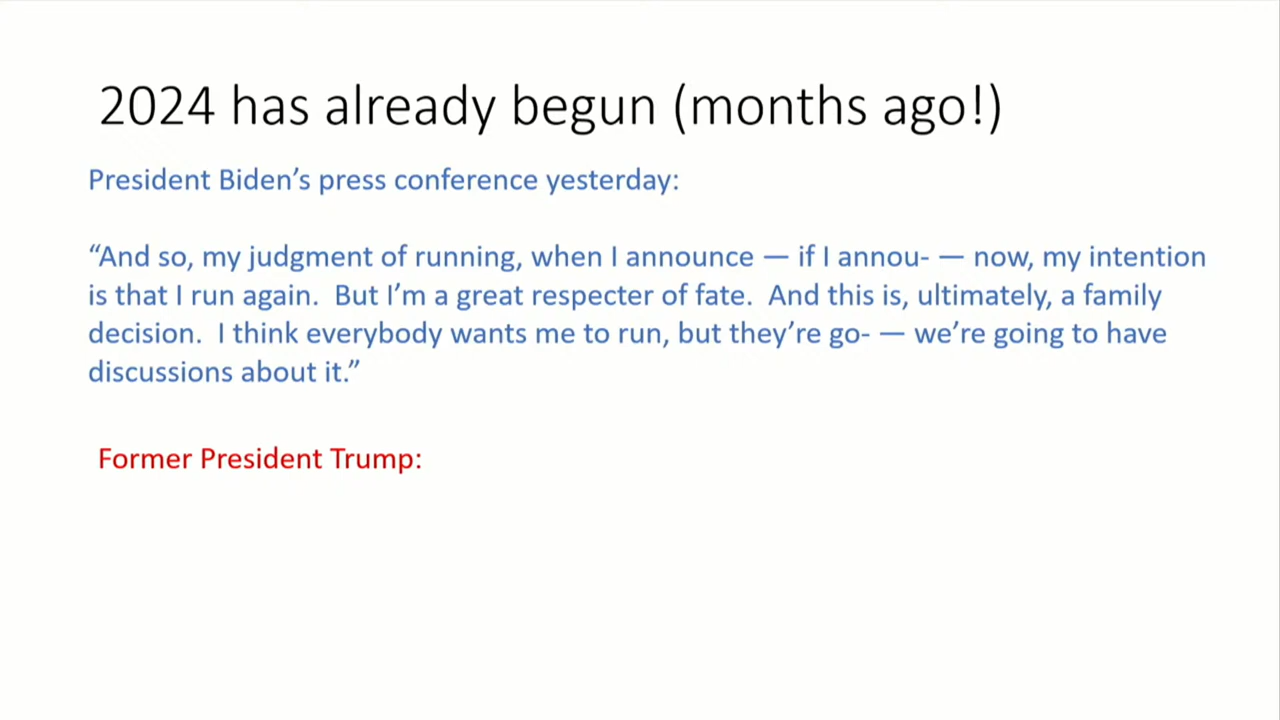 2024 has already begun (months ago!)
President Biden’s press conference yesterday:
“And so, my judgment of running, when I announce — if I annou- — now, my intention
is that I run again.  But I’m a great respecter of fate.  And this is, ultimately, a family
decision.  I think everybody wants me to run, but they’re go- — we’re going to have
discussions about it.”
Former President Trump: